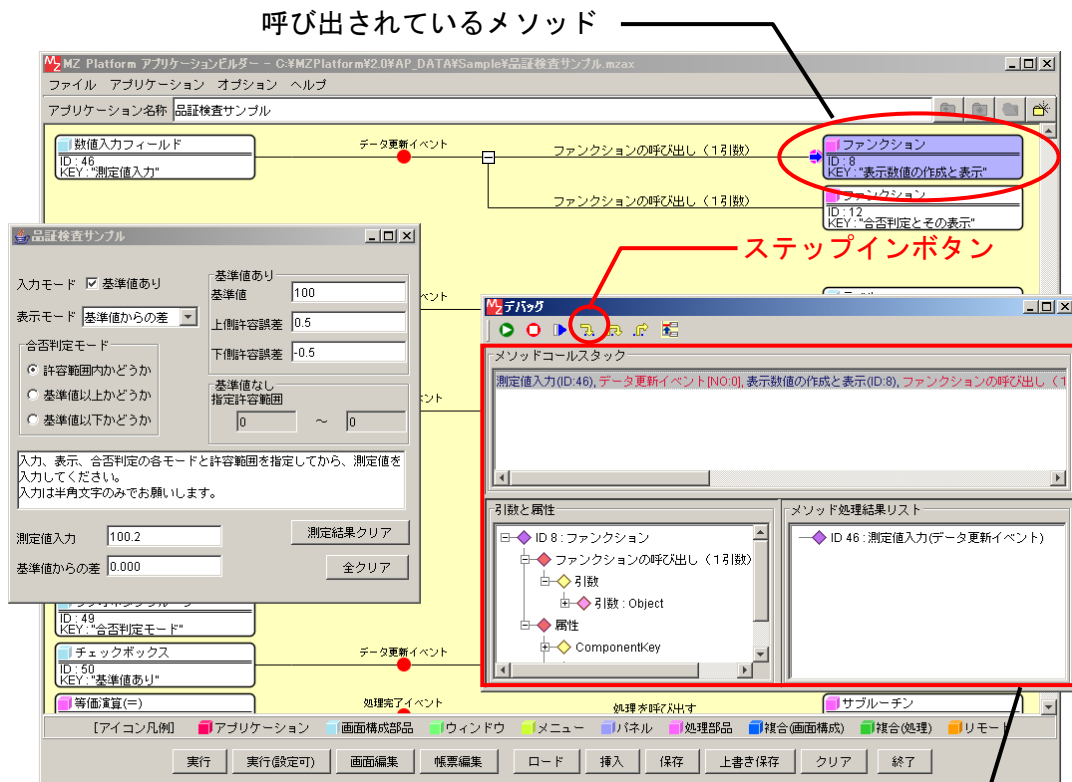 呼び出されているメソッド
MZ Platform アプリケーションビルダー - C:¥MZPlatform¥2.0¥AP_DATA¥Sample¥品証検査サンプル.mzax
ファイル アプリケーション オプション ヘルプ
アプリケーション名称 品証検査サンプル
数値入力フィールド
ID : 46
KEY : "測定値入力"
データ更新イベント
ファンクションの呼び出し（1引数）
ファンクション
ID : 8
KEY : "表示数値の作成と表示"
ファンクションの呼び出し（1引数）
ファンクション
ID : 12
KEY : "合否判定とその表示"
ステップインボタン
品証検査サンプル
入力モード 基準値あり
表示モード 基準値からの差
合否判定モード
許容範囲内かどうか
基準値以上かどうか
基準値以下かどうか
基準値あり
基準値 100
上側許容誤差 0.5
下側許容誤差 -0.5
基準値なし
指定許容範囲
0 ～ 0
入力、表示、合否判定の各モードと許容範囲を指定してから、測定値を
入力してください。
入力は半角文字のみでお願いします。
測定値入力 100.2
測定結果クリア
基準値からの差 0.000
全クリア
ベント
ベント
MZ デバッグ
メソッドコールスタック
測定値入力(ID:46), データ更新イベント[NO:0], 表示数値の作成と表示(ID:8), ファンクションの呼び出し（1
引数と属性
ID 8 : ファンクション
ファンクションの呼び出し（1引数）
引数
引数 : Object
属性
ComponentKey
メソッド処理結果リスト
ID 46 : 測定値入力(データ更新イベント)
ID : 49
KEY : "合否判定モード"
チェックボックス
ID : 50
KEY : "基準値あり"
データ更新イベント
等価演算(=)
処理完了イベント
処理を呼び出す
サブルーチン
[アイコン凡例] アプリケーション 画面構成部品 ウィンドウ メニュー パネル 処理部品 複合(画面構成) 複合(処理) リモート
実行 実行(設定可) 画面編集 帳票編集 ロード 挿入 保存 上書き保存 クリア 終了